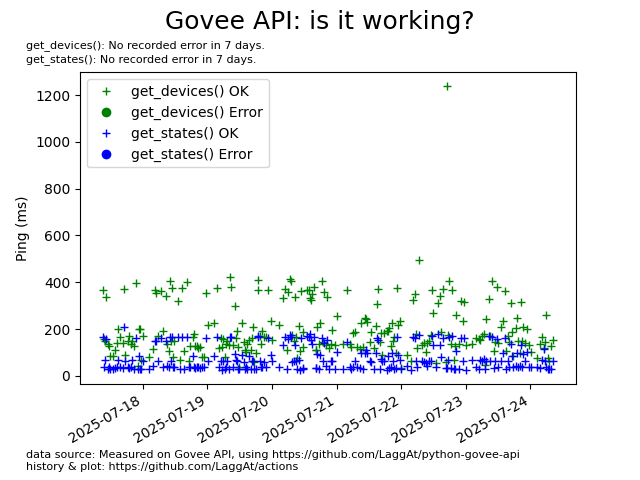 Govee API: is it working?
get_devices(): No recorded error in 7 days.
get_states(): No recorded error in 7 days.
get_devices() OK
get_devices() Error
get_states() OK
get_states() Error
Ping (ms)
1200
1000
800
600
400
200
0
2025-07-18
2025-07-19
2025-07-20
2025-07-21
2025-07-22
2025-07-23
2025-07-24
data source: Measured on Govee API, using https://github.com/LaggAt/python-govee-api
history & plot: https://github.com/LaggAt/actions